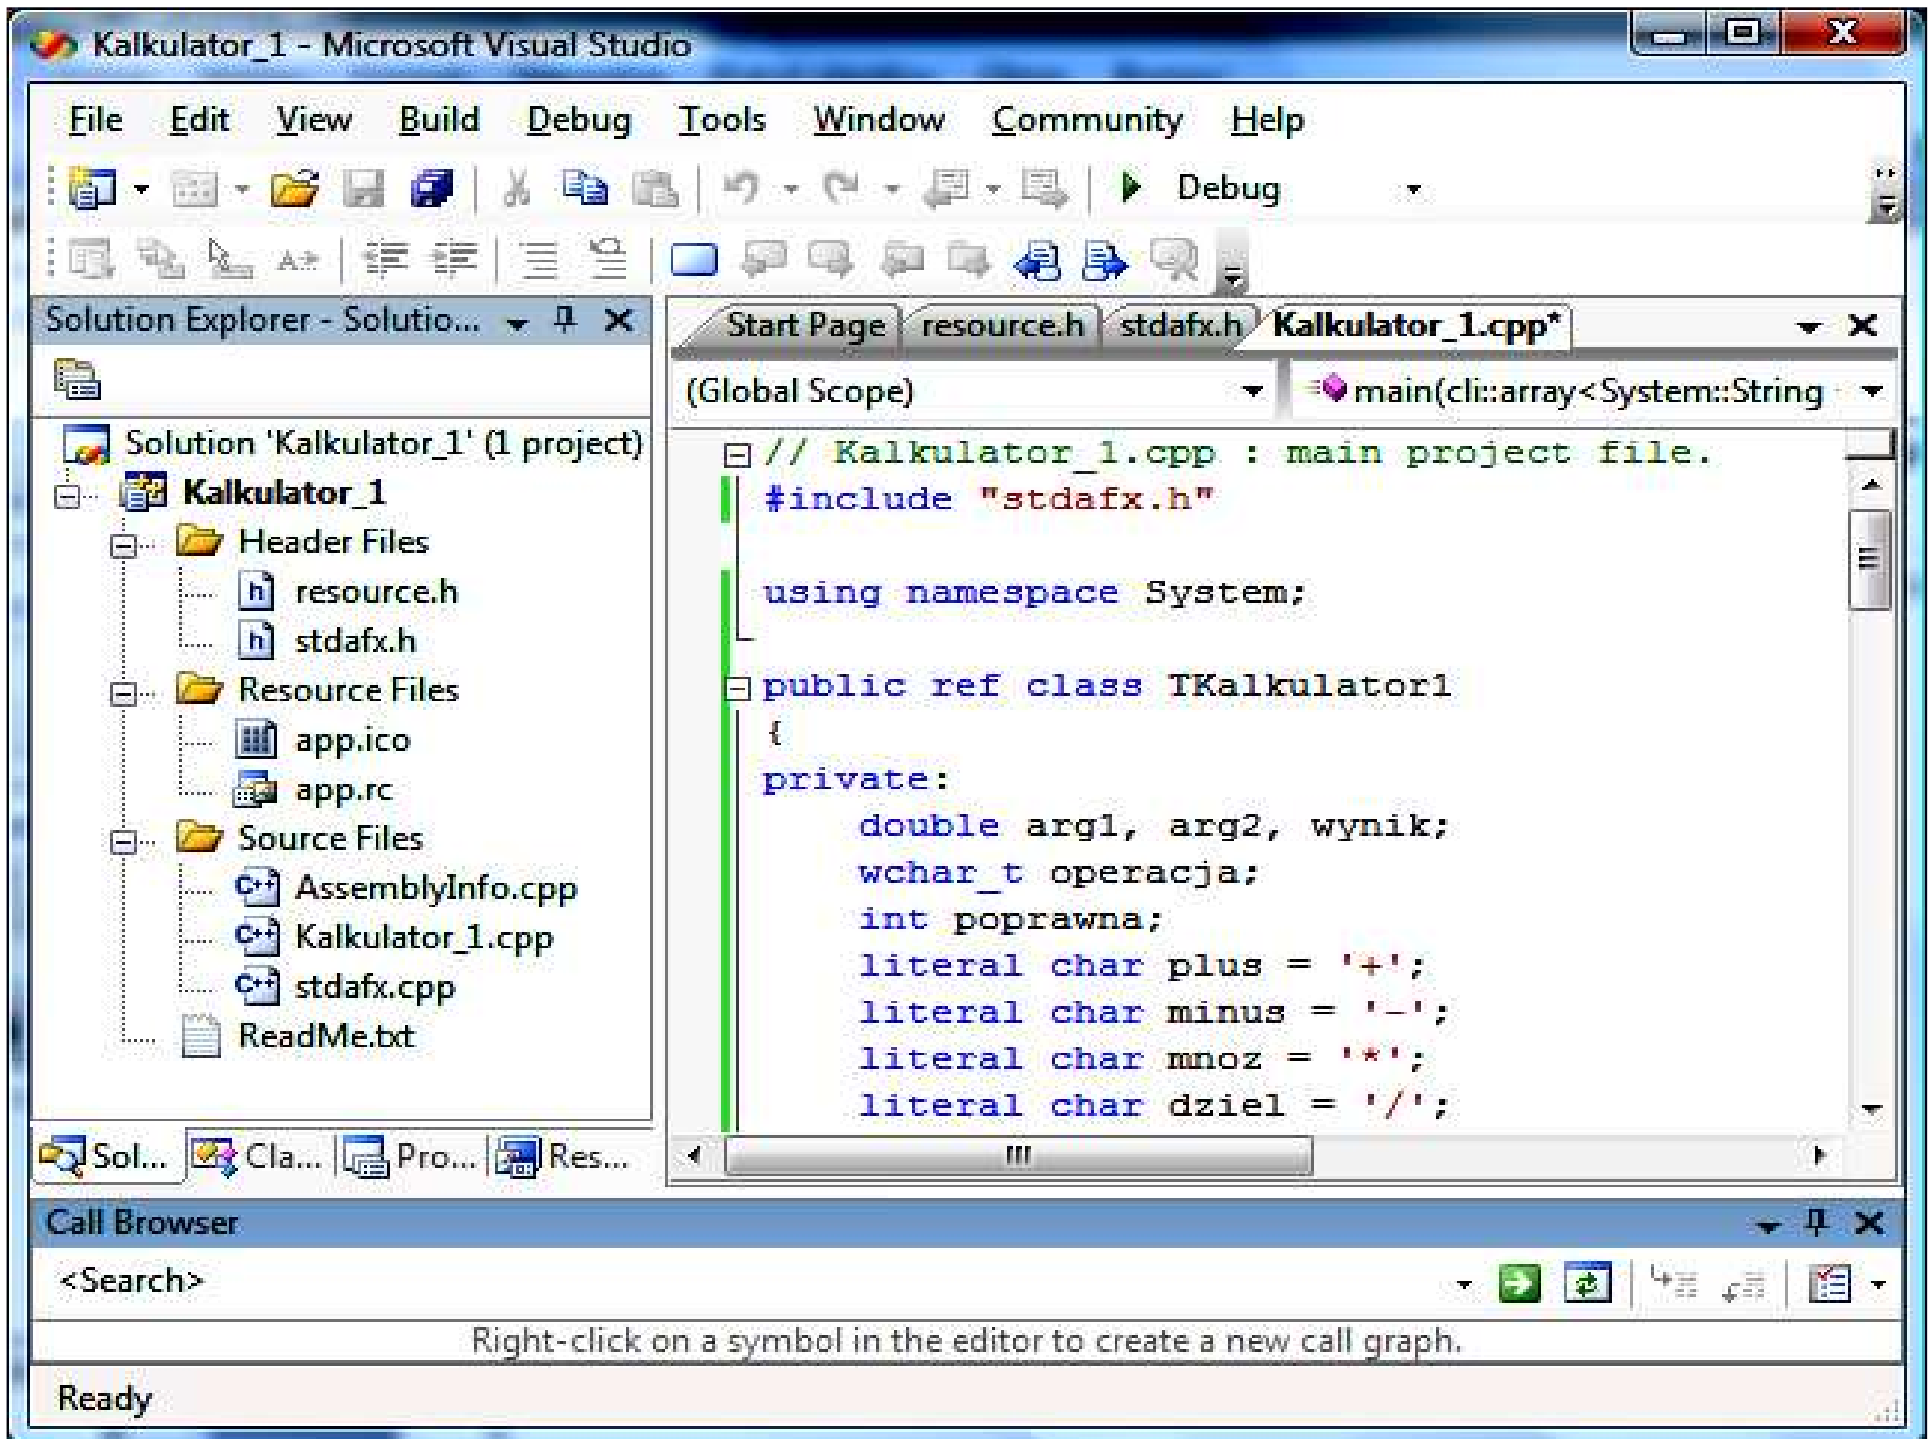 Kalkulator_1 - Microsoft Visual Studio
File Edit View Build Debug Tools Window Community Help
Debug
Solution Explorer - Solutio...
Solution 'Kalkulator_1' (1 project)
Kalkulator_1
Header Files
resource.h
stdafx.h
Resource Files
app.ico
app.rc
Source Files
AssemblyInfo.cpp
Kalkulator_1.cpp
stdafx.cpp
ReadMe.txt
Sol... Cla... Pro... Res...
Start Page resource.h stdafx.h Kalkulator_1.cpp*
(Global Scope) main(cli::array<System::String
// Kalkulator_1.cpp : main project file.
#include "stdafx.h"
using namespace System;
public ref class TKalkulator1
{
private:
double arg1, arg2, wynik;
wchar_t operacja;
int poprawna;
literal char plus = '+';
literal char minus = '-';
literal char mnoz = '*';
literal char dziel = '/';
Call Browser
<Search>
Right-click on a symbol in the editor to create a new call graph.
Ready